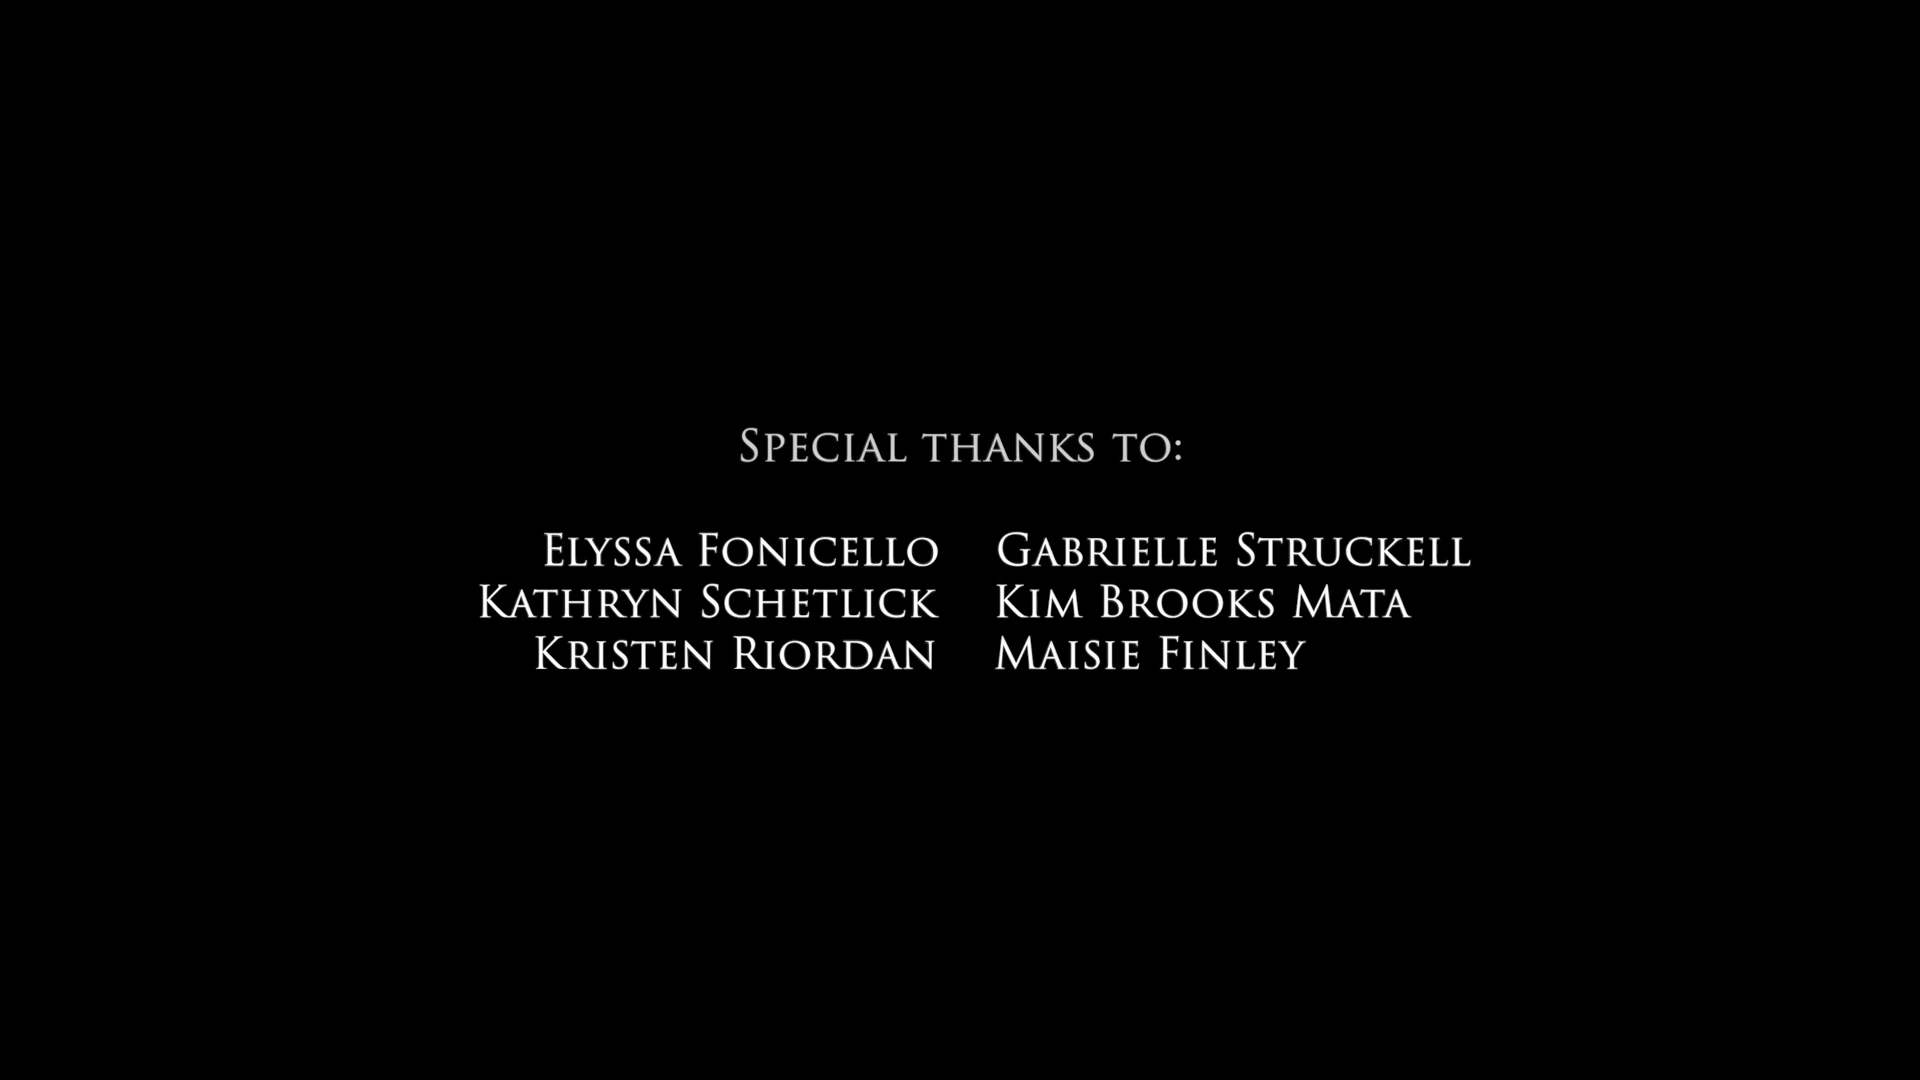 Special thanks to:
Elyssa Fonicello Gabrielle Struckell
Kathryn Schetlick Kim Brooks Mata
Kristen Riordan Maisie Finley